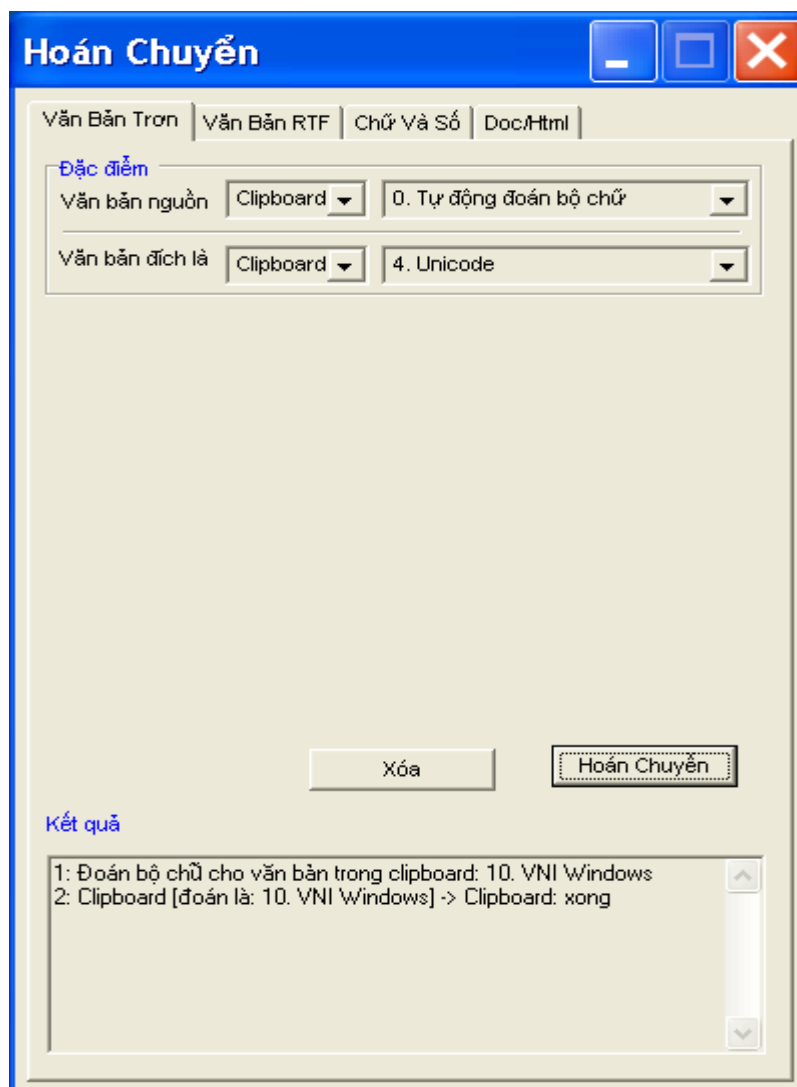 Hoán Chuyển
Văn Bản Trơn Văn Bản RTF Chữ Và Số Doc/Html
Đặc điểm
Văn bản nguồn Clipboard 0. Tự động đoán bộ chữ
Văn bản đích là Clipboard 4. Unicode
Xóa Hoán Chuyển
Kết quả
1: Đoán bộ chữ cho văn bản trong clipboard: 10. VNI Windows
2: Clipboard [đoán là: 10. VNI Windows] -> Clipboard: xong